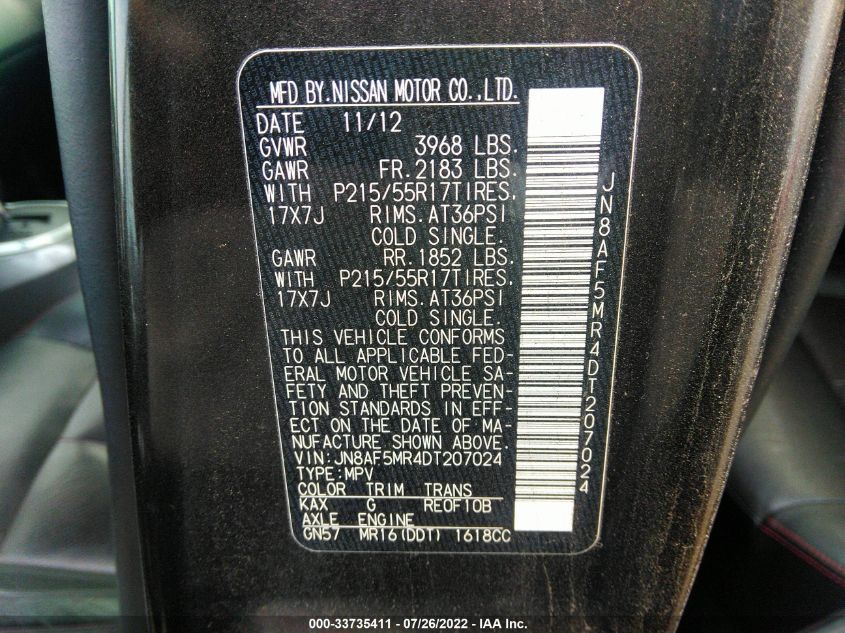 MFD BY.NISSAN MOTOR CO.,LTD.
DATE 11/12
GVWR 3968 LBS.
GAWR FR.2183 LBS.
WITH P215/55R17TIRES.
17X7J RIMS.AT36PSI
COLD SINGLE.
GAWR RR.1852 LBS.
WITH P215/55R17TIRES.
17X7J RIMS.AT36PSI
COLD SINGLE.
THIS VEHICLE CONFORMS
TO ALL APPLICABLE FED-
ERAL MOTOR VEHICLE SA-
FETY AND THEFT PREVEN-
TION STANDARDS IN EFF-
ECT ON THE DATE OF MA-
NUFACTURE SHOWN ABOVE.
VIN:JN8AF5MR4DT207024
TYPE:MPV
COLOR TRIM TRANS
KAX G REOF10B
AXLE ENGINE
GN57 MR16(DDT) 1618CC
JN8AF5MR4DT207024
000-33735411 - 07/26/2022 - IAA Inc.